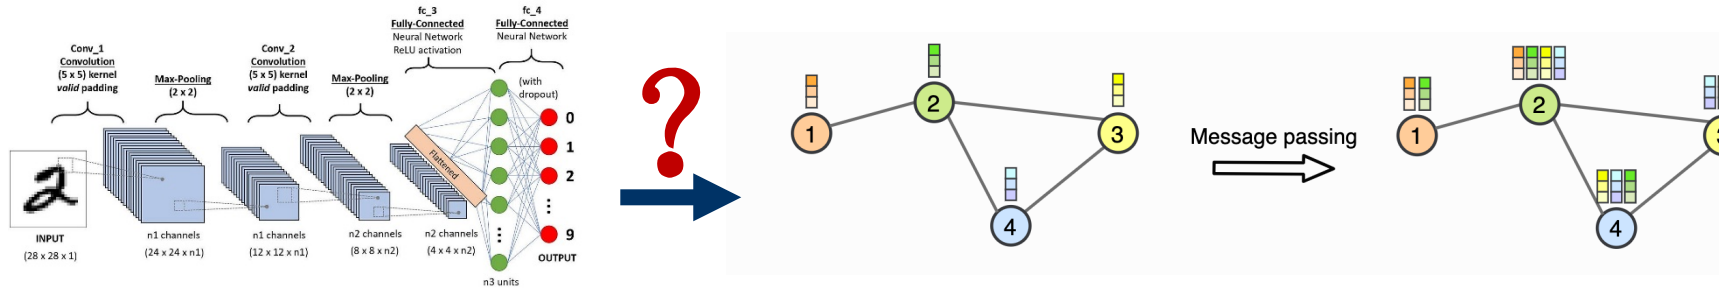 Conv_1
Convolution
(5 x 5) kernel
valid padding
Max-Pooling
(2 x 2)
Conv_2
Convolution
(5 x 5) kernel
valid padding
Max-Pooling
(2 x 2)
fc_3
Fully-Connected
Neural Network
ReLU activation
fc_4
Fully-Connected
Neural Network
(with
dropout)
2
INPUT
(28 x 28 x 1)
n1 channels
(24 x 24 x n1)
n1 channels
(12 x 12 x n1)
n2 channels
(8 x 8 x n2)
n2 channels
(4 x 4 x n2)
Flattened
n3 units
0
1
2
9
OUTPUT
?
1
2
3
4
Message passing
1
2
3
4